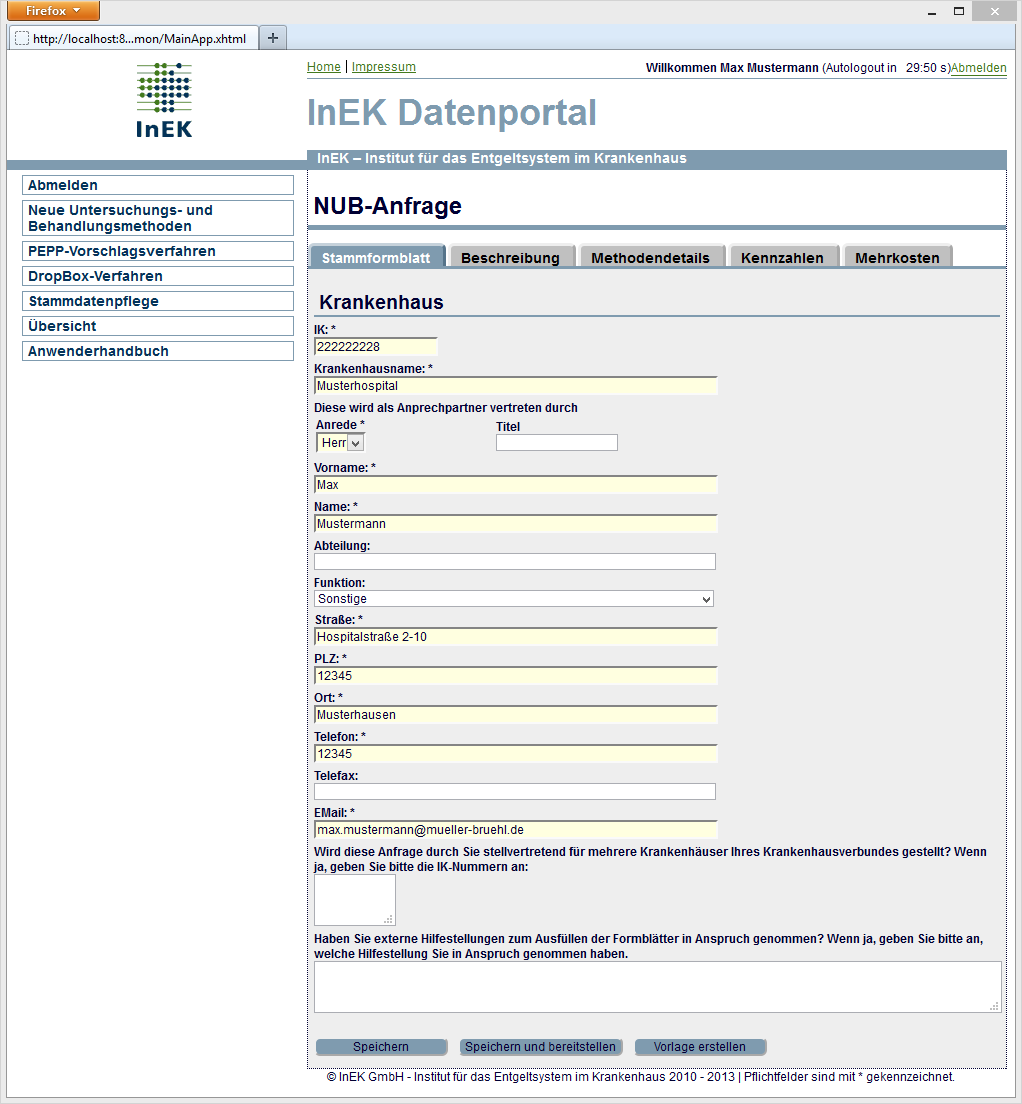 Firefox
http://localhost:8...mon/MainApp.xhtml
InEK
Home | Impressum
Willkommen Max Mustermann (Autologout in 29:50 s)Abmelden
InEK Datenportal
InEK – Institut für das Entgeltsystem im Krankenhaus
Abmelden
Neue Untersuchungs- und
Behandlungsmethoden
PEPP-Vorschlagsverfahren
DropBox-Verfahren
Stammdatenpflege
Übersicht
Anwenderhandbuch
NUB-Anfrage
Stammformblatt Beschreibung Methodendetails Kennzahlen Mehrkosten
Krankenhaus
IK: *
222222228
Krankenhausname: *
Musterhospital
Diese wird als Anprechpartner vertreten durch
Anrede * Titel
Herr
Vorname: *
Max
Name: *
Mustermann
Abteilung:
Funktion:
Sonstige
Straße: *
Hospitalstraße 2-10
PLZ: *
12345
Ort: *
Musterhausen
Telefon: *
12345
Telefax:
EMail: *
max.mustermann@mueller-bruehl.de
Wird diese Anfrage durch Sie stellvertretend für mehrere Krankenhäuser Ihres Krankenhausverbundes gestellt? Wenn
ja, geben Sie bitte die IK-Nummern an:
Haben Sie externe Hilfestellungen zum Ausfüllen der Formblätter in Anspruch genommen? Wenn ja, geben Sie bitte an,
welche Hilfestellung Sie in Anspruch genommen haben.
Speichern Speichern und bereitstellen Vorlage erstellen
© InEK GmbH - Institut für das Entgeltsystem im Krankenhaus 2010 - 2013 | Pflichtfelder sind mit * gekennzeichnet.